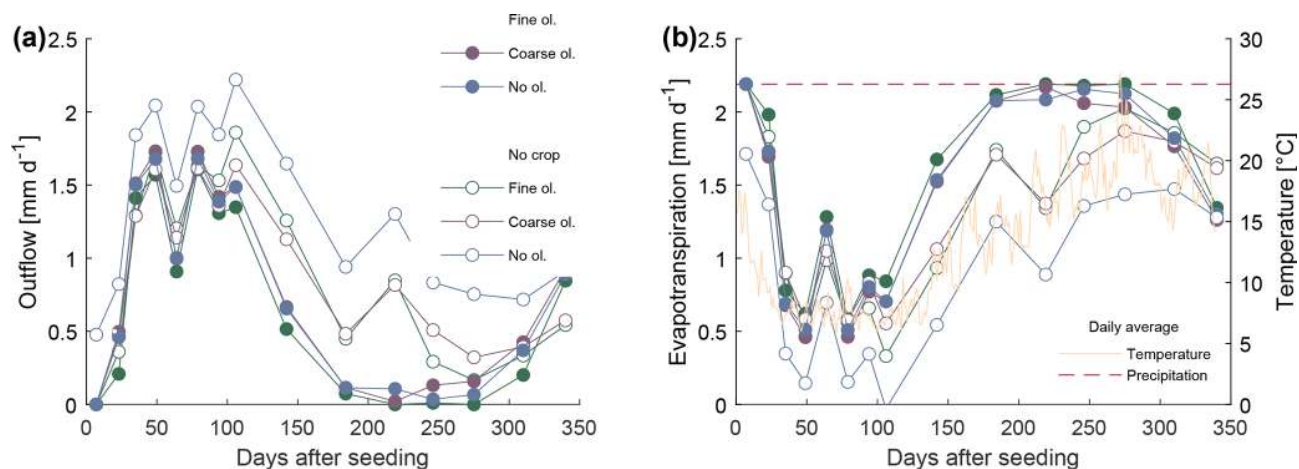 (a)
Outflow [mm d⁻¹]
2.5
2
1.5
1
0.5
0
0 50 100 150 200 250 300 350
Days after seeding
Fine ol.
Coarse ol.
No ol.
No crop
Fine ol.
Coarse ol.
No ol.
(b)
Evapotranspiration [mm d⁻¹]
2.5
2
1.5
1
0.5
0
0 50 100 150 200 250 300 350
Days after seeding
30
25
20
15
10
5
0
Temperature [°C]
Daily average
Temperature
Precipitation